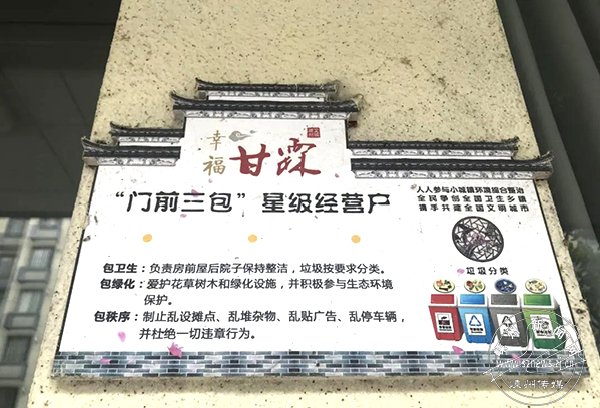 幸福
甘霖
“门前三包”星级经营户
人人参与小城镇环境综合整治
全民争创全国卫生乡镇
携手共建全国文明城市
垃圾分类
包卫生：负责房前屋后院子保持整洁，垃圾按要求分类。
包绿化：爱护花草树木和绿化设施，并积极参与生态环境
保护。
包秩序：制止乱设摊点、乱堆杂物、乱贴广告、乱停车辆，
并杜绝一切违章行为。
www.sznews.zj.cn